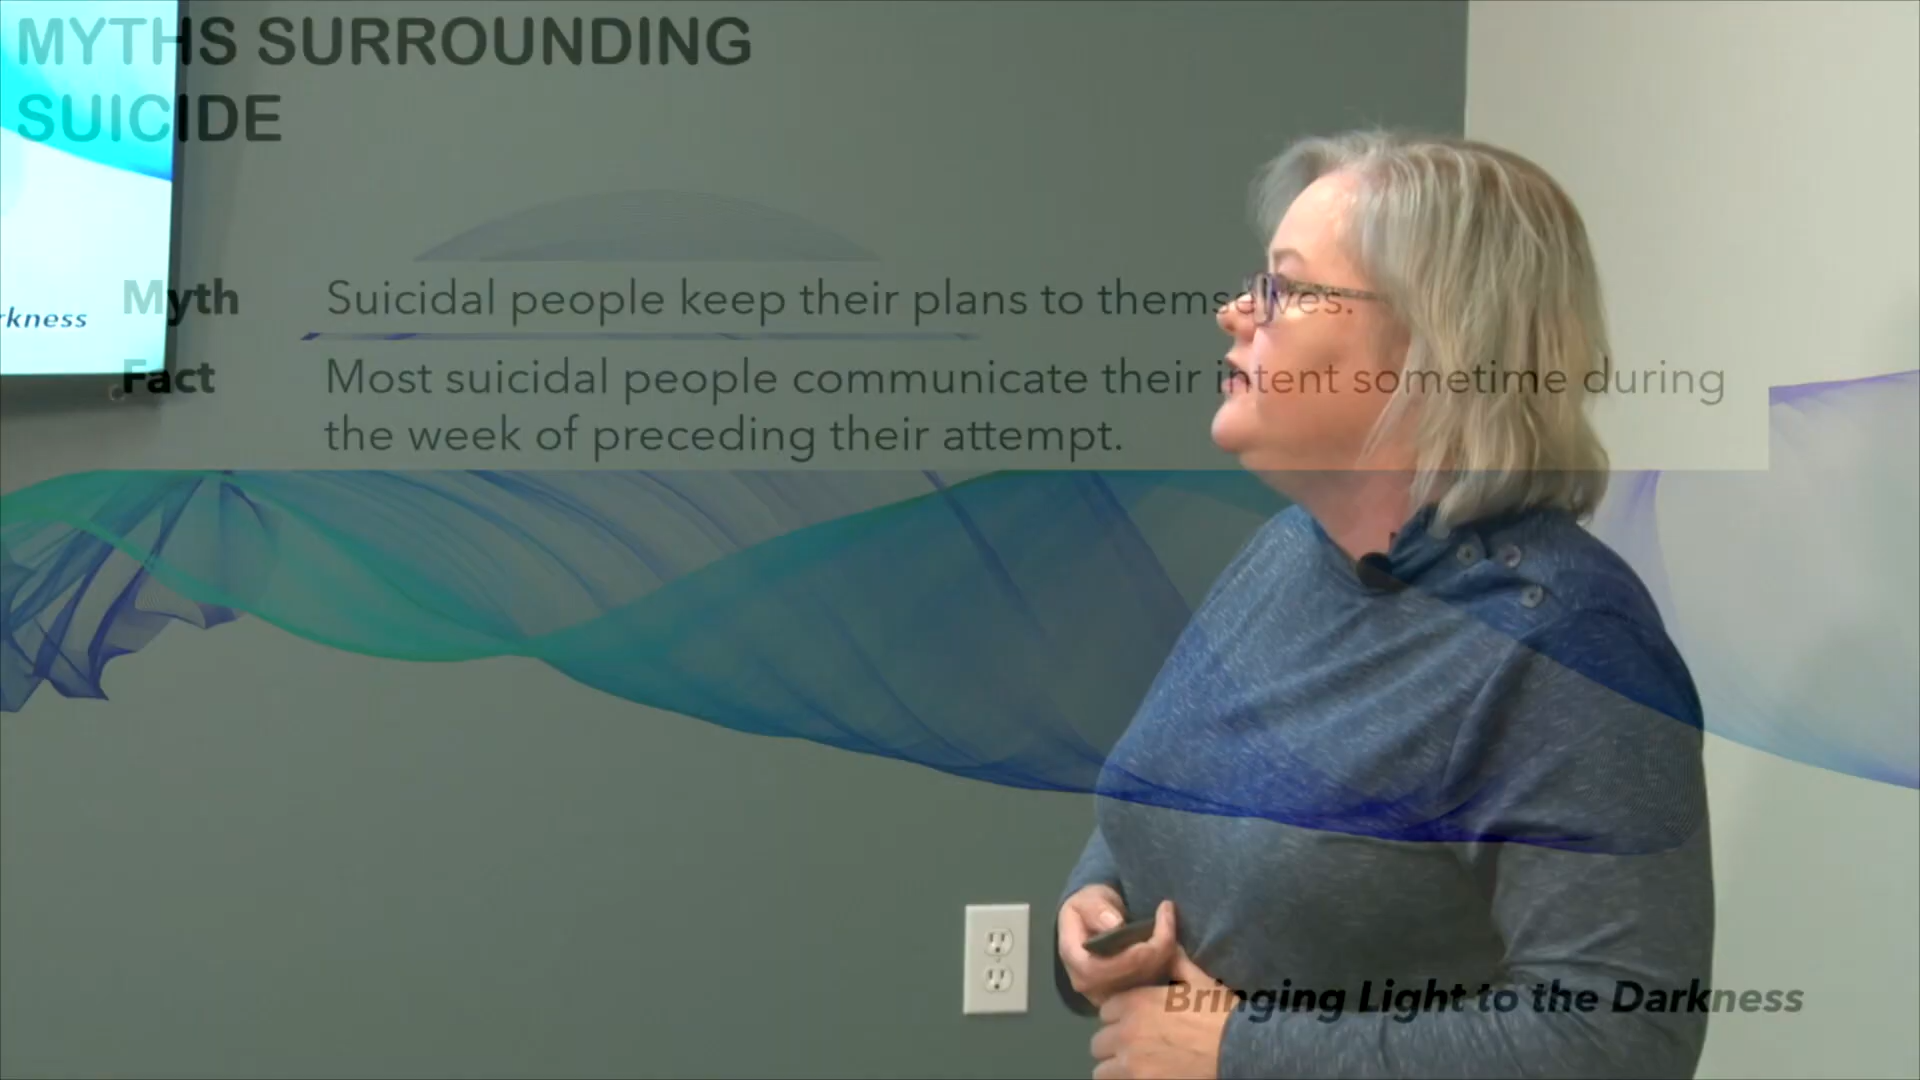 MYTHS SURROUNDING
SUICIDE
Myth Suicidal people keep their plans to themselves.
rkness
Fact Most suicidal people communicate their intent sometime during
the week of preceding their attempt.
Bringing Light to the Darkness